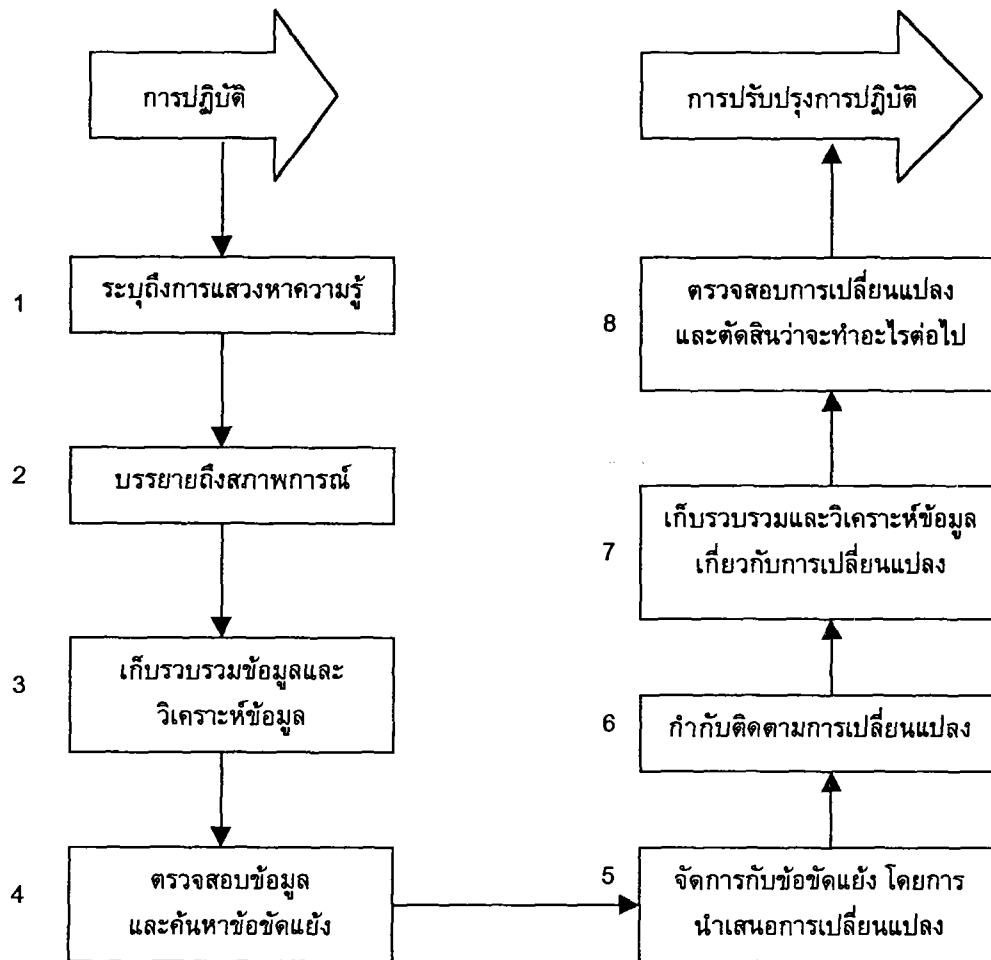 การปฏิบัติ
1
ระบุถึงการแสวงหาความรู้
2
บรรยายถึงสภาพการณ์
3
เก็บรวบรวมข้อมูลและ
วิเคราะห์ข้อมูล
4
ตรวจสอบข้อมูล
และค้นหาข้อขัดแย้ง
5
จัดการกับข้อขัดแย้ง โดยการ
นำเสนอการเปลี่ยนแปลง
6
กำกับติดตามการเปลี่ยนแปลง
7
เก็บรวบรวมและวิเคราะห์ข้อมูล
เกี่ยวกับการเปลี่ยนแปลง
8
ตรวจสอบการเปลี่ยนแปลง
และตัดสินว่าจะทำอะไรต่อไป
การปรับปรุงการปฏิบัติ